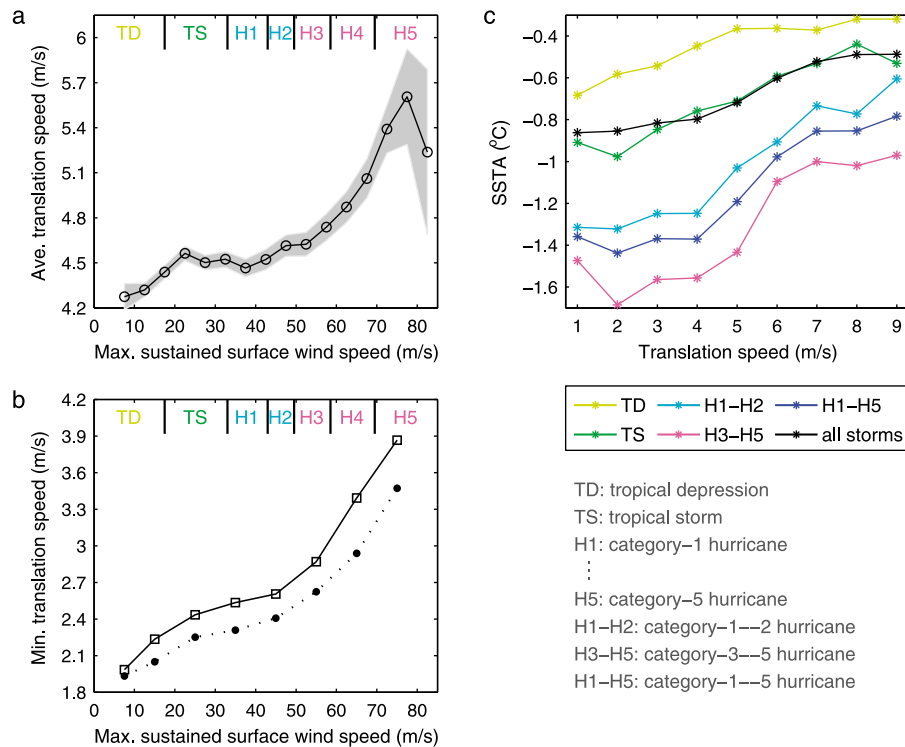 a
TD TS H1 H2 H3 H4 H5
6
5.7
5.4
5.1
4.8
4.5
4.2
Ave. translation speed (m/s)
0 10 20 30 40 50 60 70 80 90
Max. sustained surface wind speed (m/s)
b
TD TS H1 H2 H3 H4 H5
4.2
3.9
3.6
3.3
3
2.7
2.4
2.1
1.8
Min. translation speed (m/s)
0 10 20 30 40 50 60 70 80 90
Max. sustained surface wind speed (m/s)
c
−0.4
−0.6
−0.8
−1
−1.2
−1.4
−1.6
SSTA (⁰C)
1 2 3 4 5 6 7 8 9
Translation speed (m/s)
TD H1−H2 H1−H5
TS H3−H5 all storms
TD: tropical depression
TS: tropical storm
H1: category−1 hurricane
H5: category−5 hurricane
H1−H2: category−1−−2 hurricane
H3−H5: category−3−−5 hurricane
H1−H5: category−1−−5 hurricane